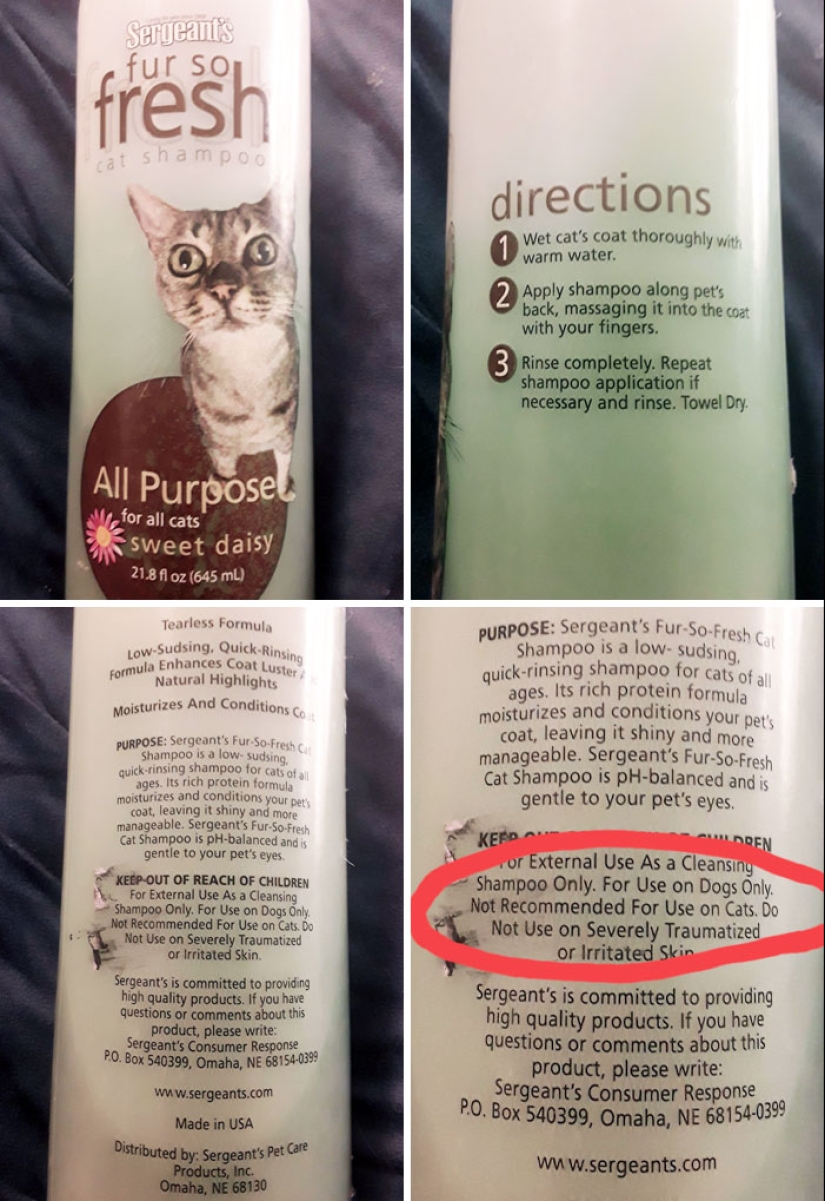 Sergeant's
fur so
fresh
cat shampoo
All Purpose
for all cats
sweet daisy
21.8 fl oz (645 mL)
directions
1 Wet cat's coat thoroughly with
warm water.
2 Apply shampoo along pet's
back, massaging it into the coat
with your fingers.
3 Rinse completely. Repeat
shampoo application if
necessary and rinse. Towel Dry.
Tearless Formula
Low-Sudsing, Quick-Rinsing
Formula Enhances Coat Luster
Natural Highlights
Moisturizes And Conditions
PURPOSE: Sergeant's Fur-So-Fresh Cat
Shampoo is a low- sudsing,
quick-rinsing shampoo for cats of all
ages. Its rich protein formula
moisturizes and conditions your pet's
coat, leaving it shiny and more
manageable. Sergeant's Fur-So-Fresh
Cat Shampoo is pH-balanced and is
gentle to your pet's eyes.
KEEP OUT OF REACH OF CHILDREN
For External Use As a Cleansing
Shampoo Only. For Use on Dogs Only.
Not Recommended For Use on Cats. Do
Not Use on Severely Traumatized
or Irritated Skin.
Sergeant's is committed to providing
high quality products. If you have
questions or comments about this
product, please write:
Sergeant's Consumer Response
P.O. Box 540399, Omaha, NE 68154-0399
www.sergeants.com
Made in USA
Distributed by: Sergeant's Pet Care
Products, Inc.
Omaha, NE 68130
PURPOSE: Sergeant's Fur-So-Fresh Cat
Shampoo is a low- sudsing,
quick-rinsing shampoo for cats of all
ages. Its rich protein formula
moisturizes and conditions your pet's
coat, leaving it shiny and more
manageable. Sergeant's Fur-So-Fresh
Cat Shampoo is pH-balanced and is
gentle to your pet's eyes.
KEEP OUT OF REACH OF CHILDREN
For External Use As a Cleansing
Shampoo Only. For Use on Dogs Only.
Not Recommended For Use on Cats. Do
Not Use on Severely Traumatized
or Irritated Skin.
Sergeant's is committed to providing
high quality products. If you have
questions or comments about this
product, please write:
Sergeant's Consumer Response
P.O. Box 540399, Omaha, NE 68154-0399
www.sergeants.com